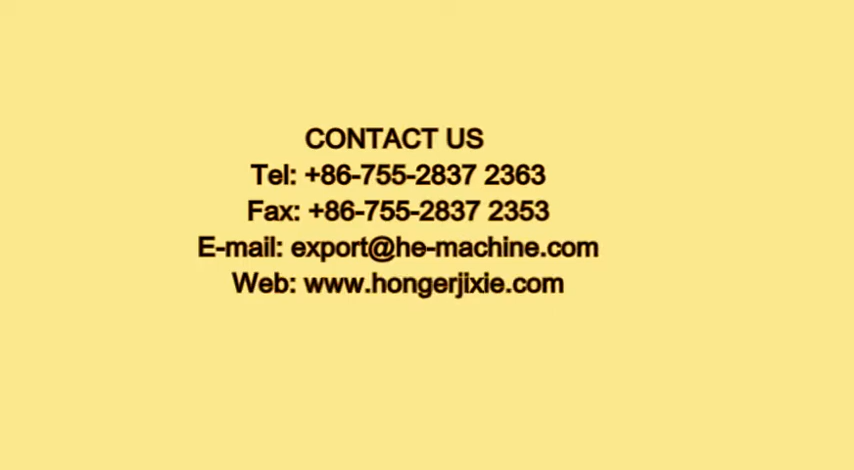 CONTACT US
Tel: +86-755-2837 2363
Fax: +86-755-2837 2353
E-mail: export@he-machine.com
Web: www.hongerjixie.com